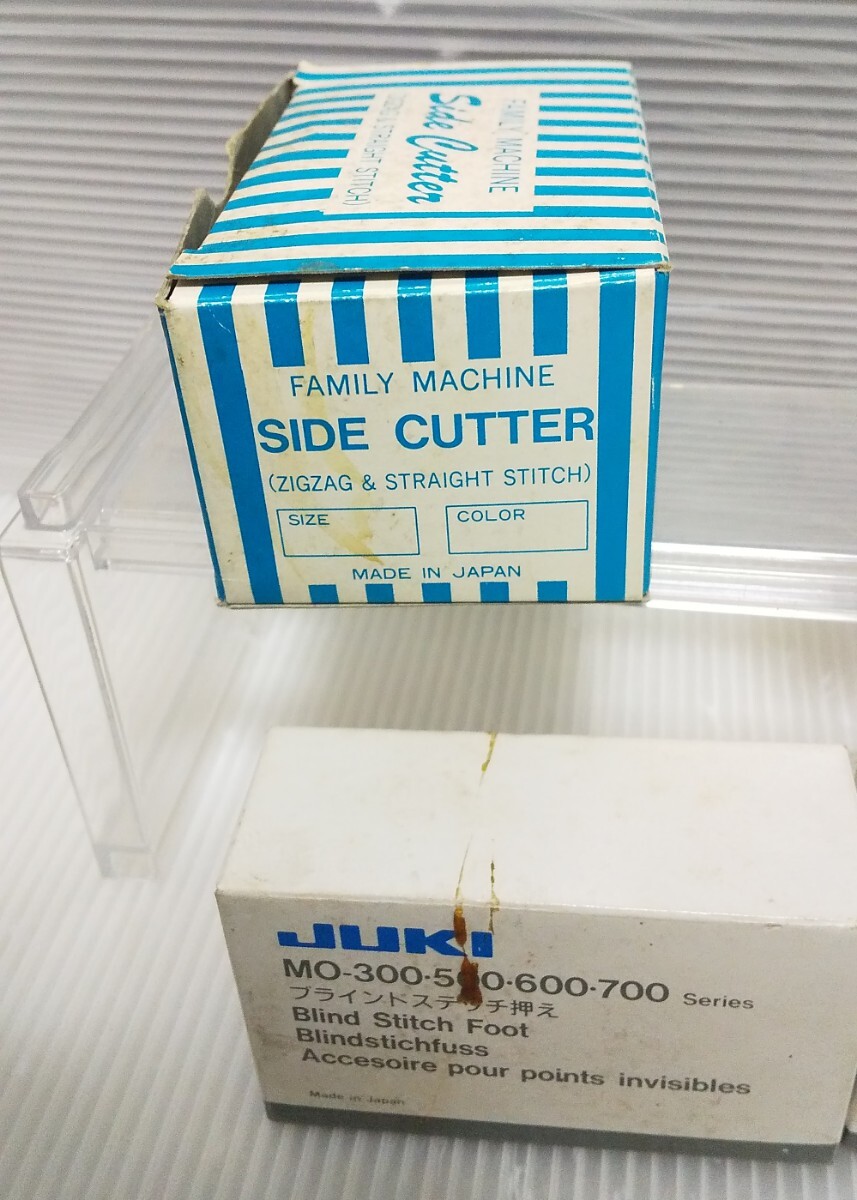 FAMILY MACHINE
Side Cutter
(ZIGZAG & STRAIGHT STITCH)
FAMILY MACHINE
SIDE CUTTER
(ZIGZAG & STRAIGHT STITCH)
SIZE
COLOR
MADE IN JAPAN
JUKI
MO-300·500·600·700 Series
ブラインドステッチ押え
Blind Stitch Foot
Blindstichfuss
Accesoire pour points invisibles
Made in Japan